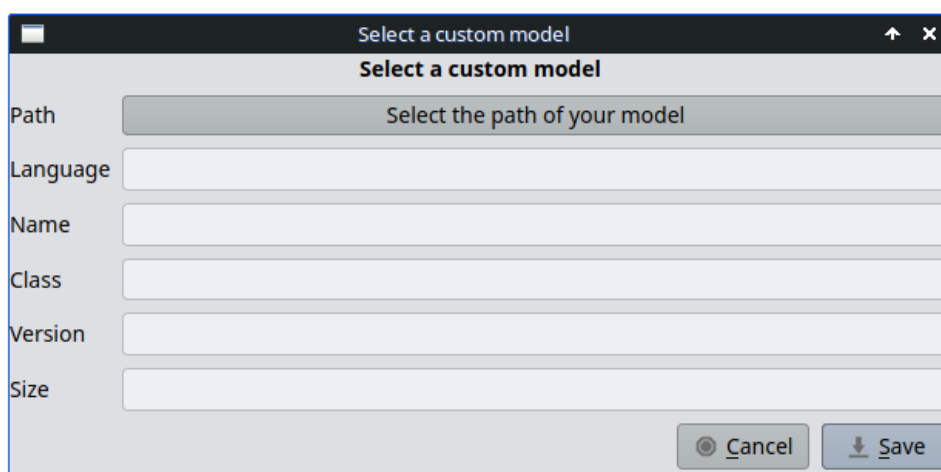 Select a custom model
Select a custom model
Path Select the path of your model
Language
Name
Class
Version
Size
Cancel Save